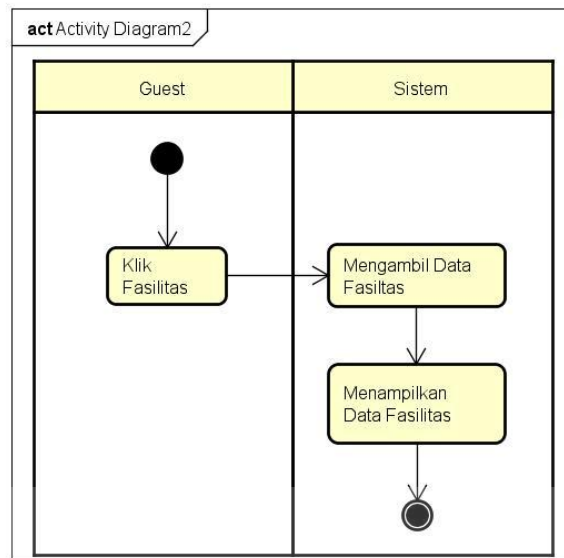 act Activity Diagram2
Guest
Sistem
Klik
Fasilitas
Mengambil Data
Fasiltas
Menampilkan
Data Fasilitas